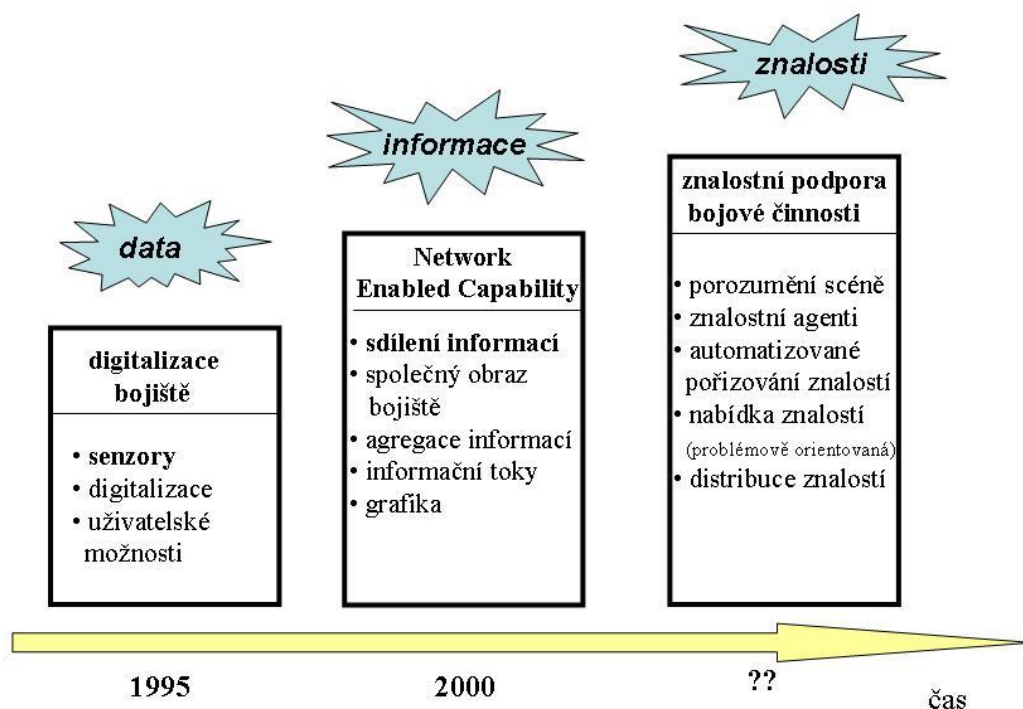 data
digitalizace
bojiště
• senzory
• digitalizace
• uživatelské
možnosti
informace
Network
Enabled Capability
• sdílení informací
• společný obraz
bojiště
• agregace informací
• informační toky
• grafika
znalosti
znalostní podpora
bojové činnosti
• porozumění scéně
• znalostní agenti
• automatizované
pořizování znalostí
• nabídka znalostí
(problémově orientovaná)
• distribuce znalostí
1995
2000
??
čas